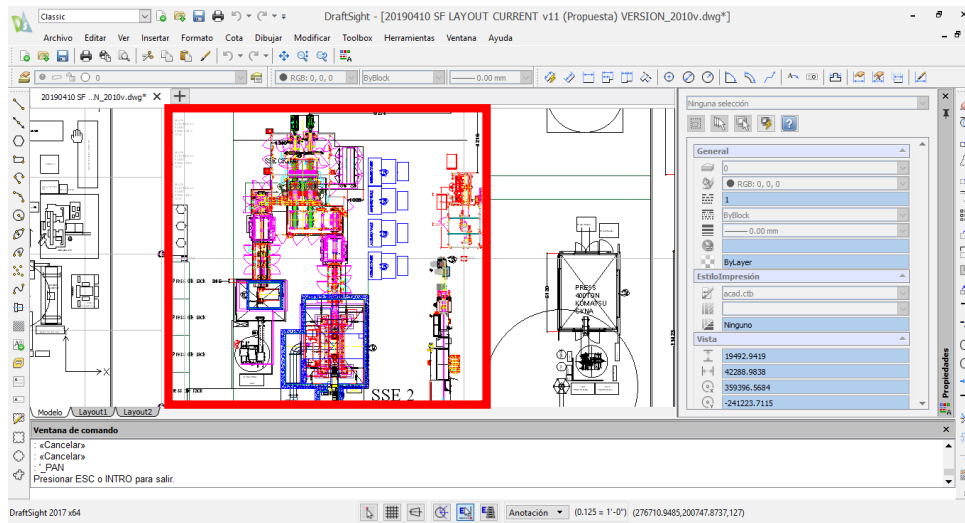 Classic
DraftSight - [20190410 SF LAYOUT CURRENT v11 (Propuesta) VERSION_2010v.dwg*]
Archivo Editar Ver Insertar Formato Cota Dibujar Modificar Toolbox Herramientas Ventana Ayuda
0 RGB: 0, 0, 0 ByBlock 0.00 mm
20190410 SF ...N_2010v.dwg*
Ninguna selección
General
0
RGB: 0, 0, 0
1
ByBlock
0.00 mm
ByLayer
EstiloImpresión
acad.ctb
Ninguno
Vista
19492.9419
42288.9838
359396.5684
-241223.7115
Propiedades
PRESS
400TON
KOMATSU
SSE 2
X
Modelo Layout1 Layout2
Ventana de comando
: «Cancelar»
: «Cancelar»
: '_PAN
Presionar ESC o INTRO para salir.
DraftSight 2017 x64
Anotación (0.125 = 1'-0") (276710.9485,200747.8737,127)